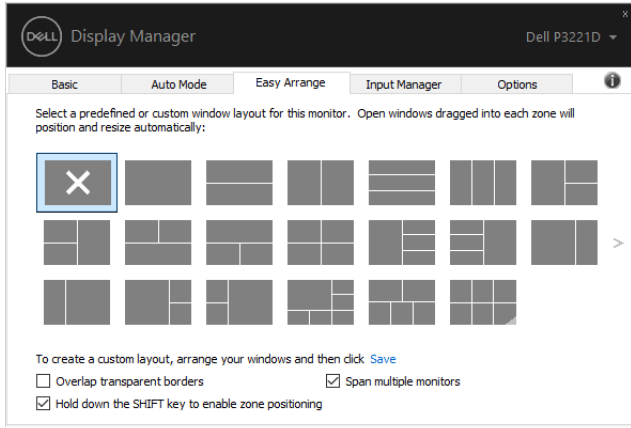 DELL Display Manager
Dell P3221D
Basic Auto Mode Easy Arrange Input Manager Options
Select a predefined or custom window layout for this monitor. Open windows dragged into each zone will
position and resize automatically:
To create a custom layout, arrange your windows and then click Save
Overlap transparent borders
Span multiple monitors
Hold down the SHIFT key to enable zone positioning